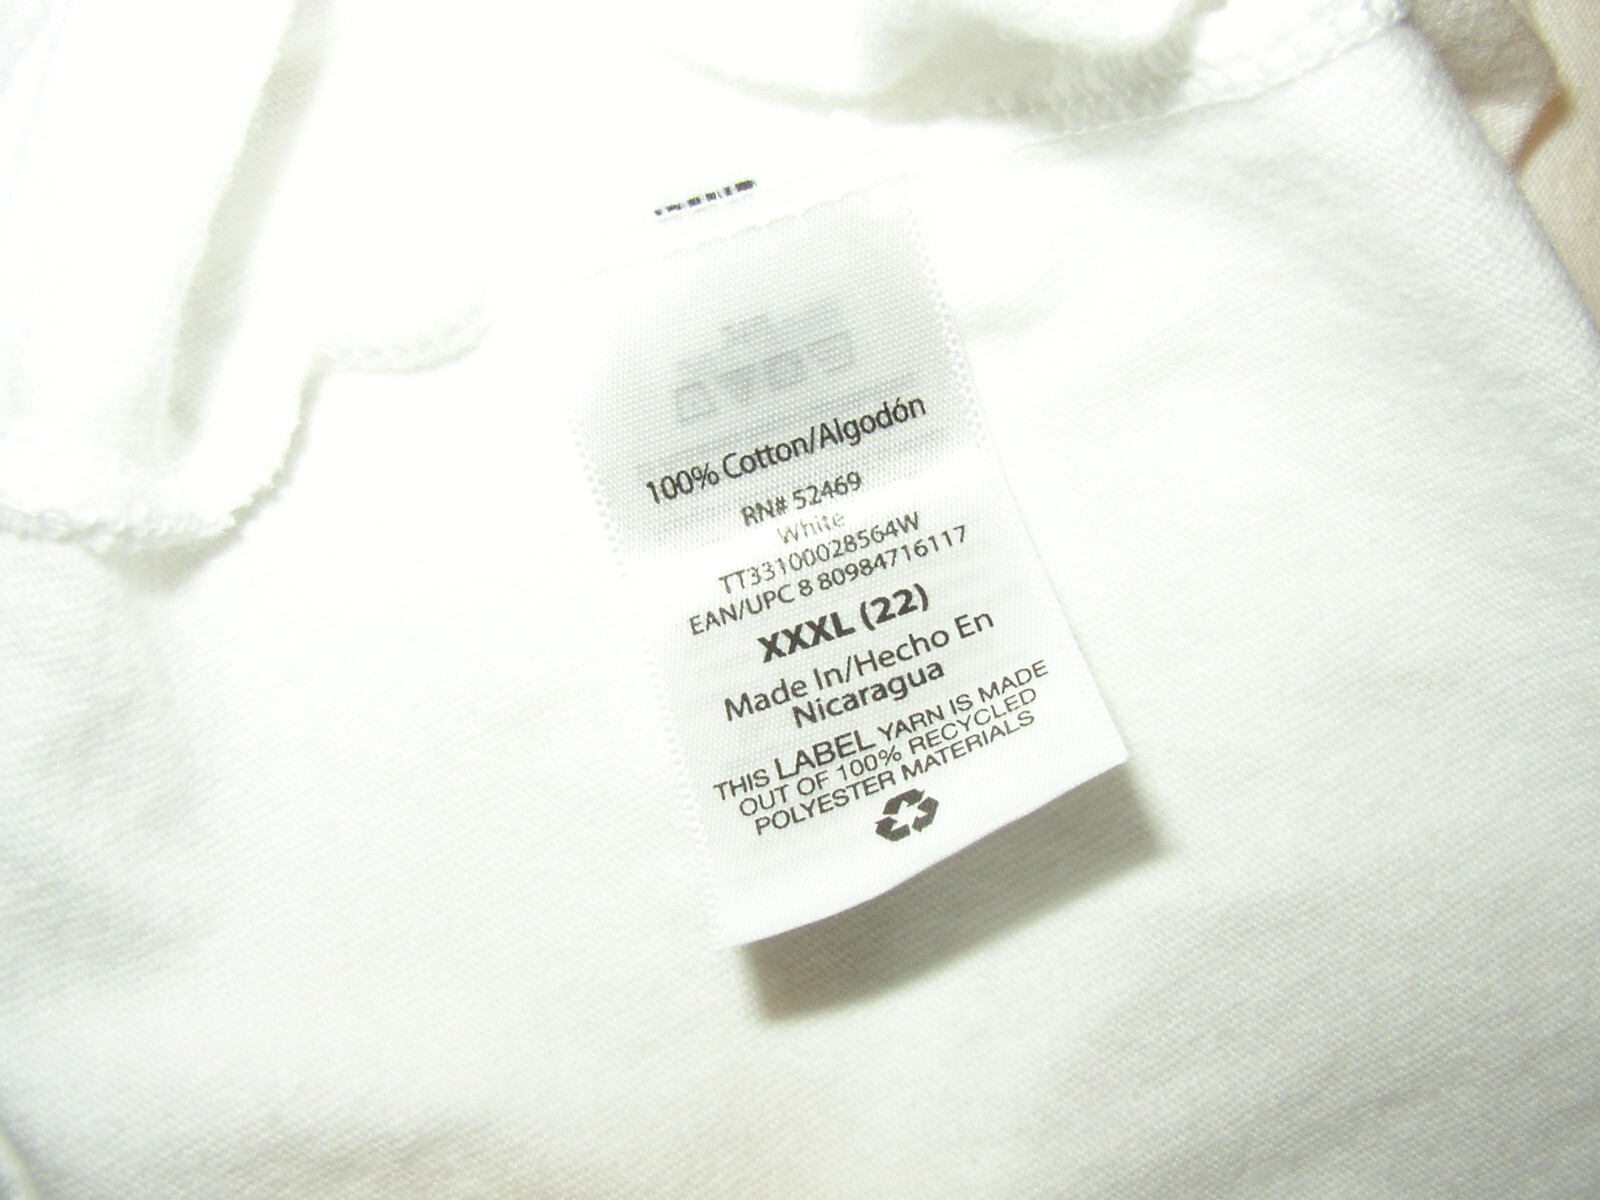 100% Cotton/Algodón
RN# 52469
White
TT33100028564W
EAN/UPC 8 80984716117
XXXL (22)
Made In/Hecho En
Nicaragua
THIS LABEL YARN IS MADE
OUT OF 100% RECYCLED
POLYESTER MATERIALS